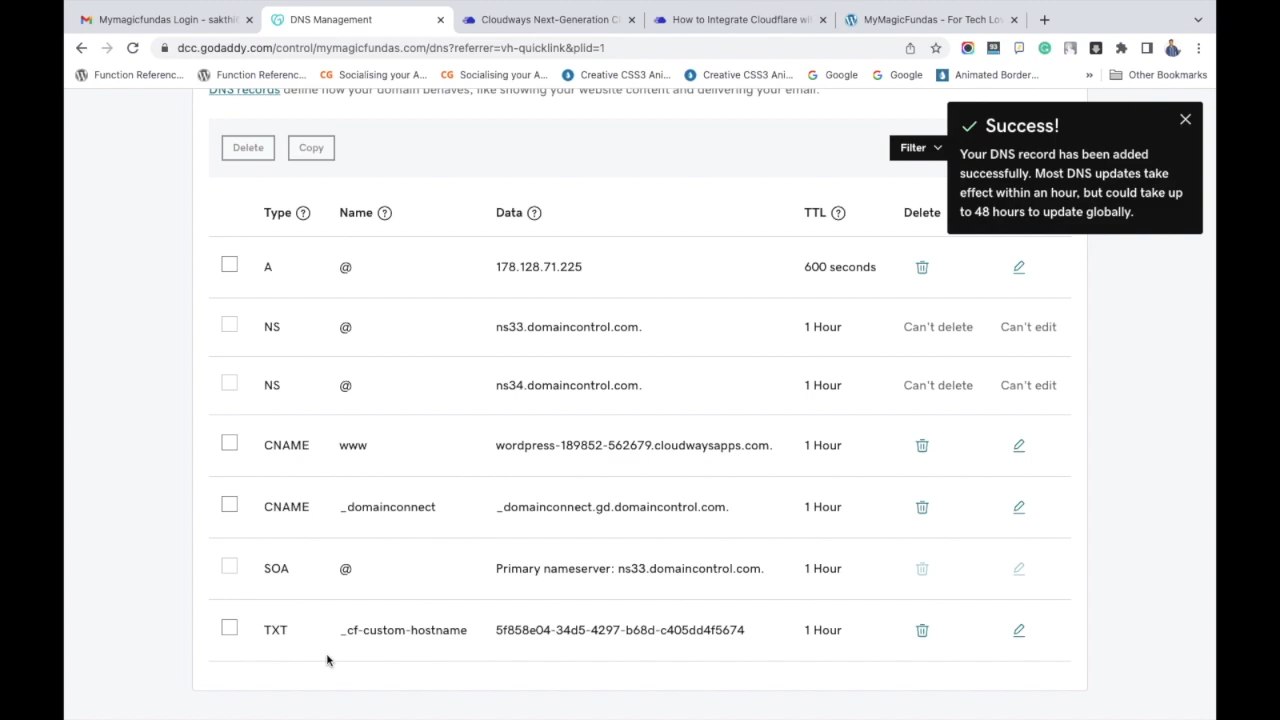 Mymagicfundas Login - sakthi
DNS Management
Cloudways Next-Generation C
How to Integrate Cloudflare wi
MyMagicFundas - For Tech Lov
dcc.godaddy.com/control/mymagicfundas.com/dns?referrer=vh-quicklink&plid=1
Function Referenc...
Function Referenc...
CG Socialising your A...
CG Socialising your A...
Creative CSS3 Ani...
Creative CSS3 Ani...
Google
Google
Animated Border...
»
Other Bookmarks
DNS records define how your domain behaves, like showing your website content and delivering your email.
Delete
Copy
Filter
Success!
Your DNS record has been added
successfully. Most DNS updates take
effect within an hour, but could take up
to 48 hours to update globally.
Type Name Data TTL Delete
A @ 178.128.71.225 600 seconds
NS @ ns33.domaincontrol.com. 1 Hour Can't delete Can't edit
NS @ ns34.domaincontrol.com. 1 Hour Can't delete Can't edit
CNAME www wordpress-189852-562679.cloudwaysapps.com. 1 Hour
CNAME _domainconnect _domainconnect.gd.domaincontrol.com. 1 Hour
SOA @ Primary nameserver: ns33.domaincontrol.com. 1 Hour
TXT _cf-custom-hostname 5f858e04-34d5-4297-b68d-c405dd4f5674 1 Hour